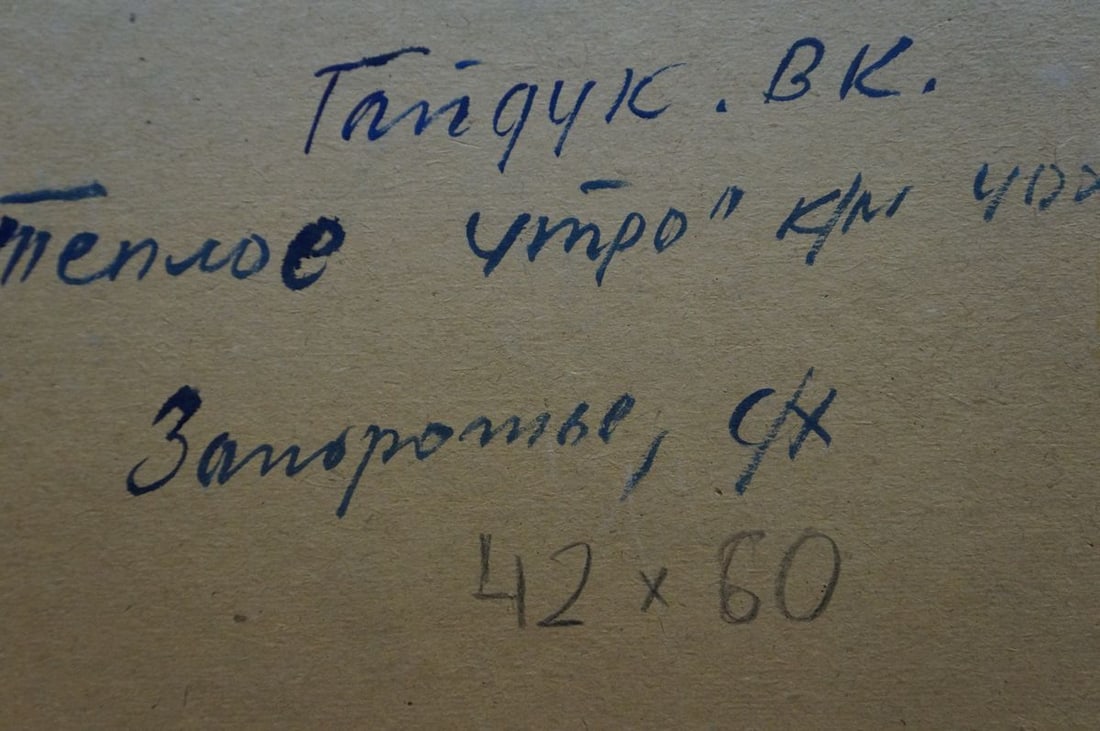 Гайдук. В К.
Теплое утро" к/м
Запорожье, с/х
42 x 60